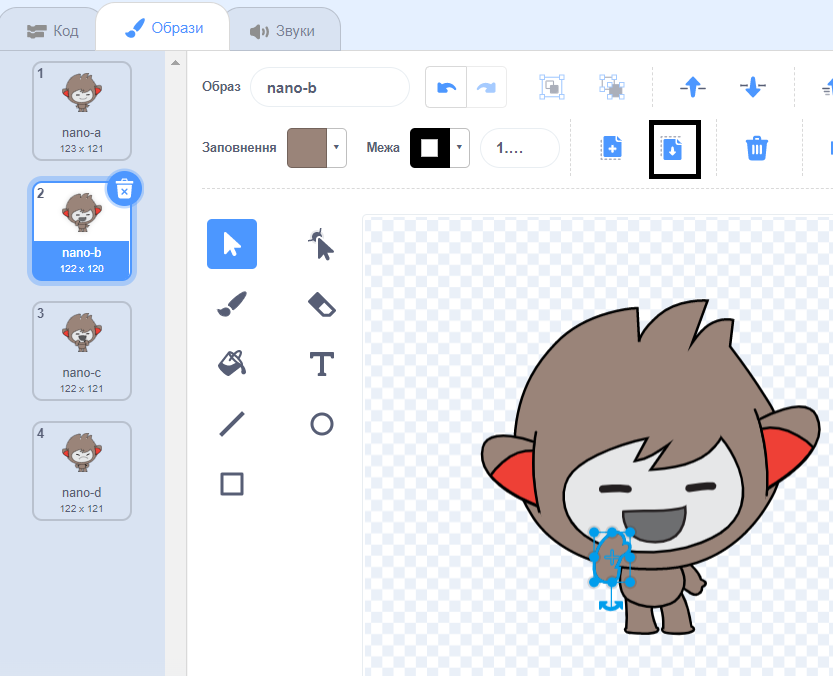 Код
Образи
Звуки
1
nano-a
123 x 121
2
nano-b
122 x 120
3
nano-c
122 x 121
4
nano-d
122 x 121
Образ
nano-b
Заповнення
Межа
1....
T